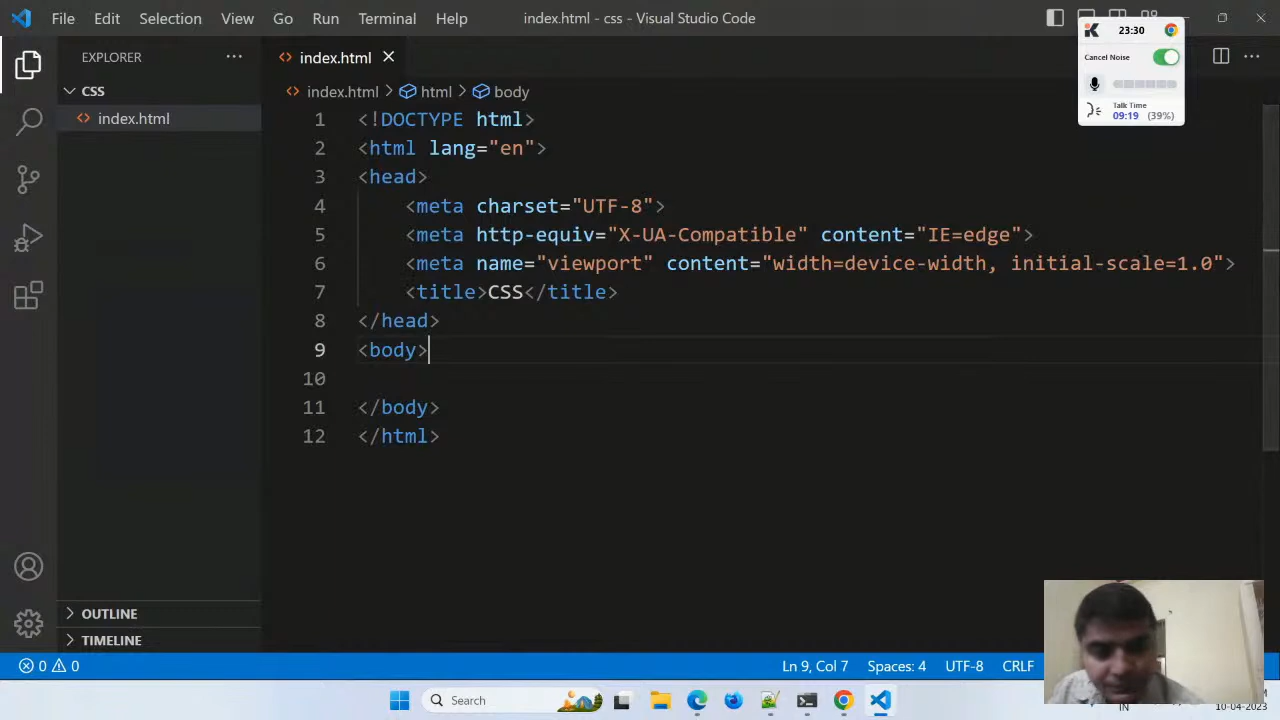 File Edit Selection View Go Run Terminal Help
index.html - css - Visual Studio Code
23:30
Cancel Noise
Talk Time
09:19 (39%)
EXPLORER
CSS
index.html
OUTLINE
TIMELINE
index.html
index.html > html > body
1 <!DOCTYPE html>
2 <html lang="en">
3 <head>
4 <meta charset="UTF-8">
5 <meta http-equiv="X-UA-Compatible" content="IE=edge">
6 <meta name="viewport" content="width=device-width, initial-scale=1.0">
7 <title>CSS</title>
8 </head>
9 <body>
10
11 </body>
12 </html>
0 0
Ln 9, Col 7 Spaces: 4 UTF-8 CRLF
Search
IN
10-04-2023